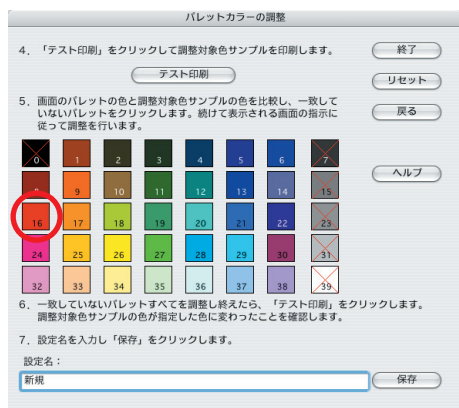 パレットカラーの調整
4. 「テスト印刷」をクリックして調整対象色サンプルを印刷します。
終了
テスト印刷
リセット
5. 画面のパレットの色と調整対象色サンプルの色を比較し、一致して
いないパレットをクリックします。続けて表示される画面の指示に
従って調整を行います。
戻る
0 1 2 3 4 5 6 7
ヘルプ
8 9 10 11 12 13 14 15
16 17 18 19 20 21 22 23
24 25 26 27 28 29 30 31
32 33 34 35 36 37 38 39
6. 一致していないパレットすべてを調整し終えたら、「テスト印刷」をクリックします。
調整対象色サンプルの色が指定した色に変わったことを確認します。
7. 設定名を入力し「保存」をクリックします。
設定名：
新規
保存